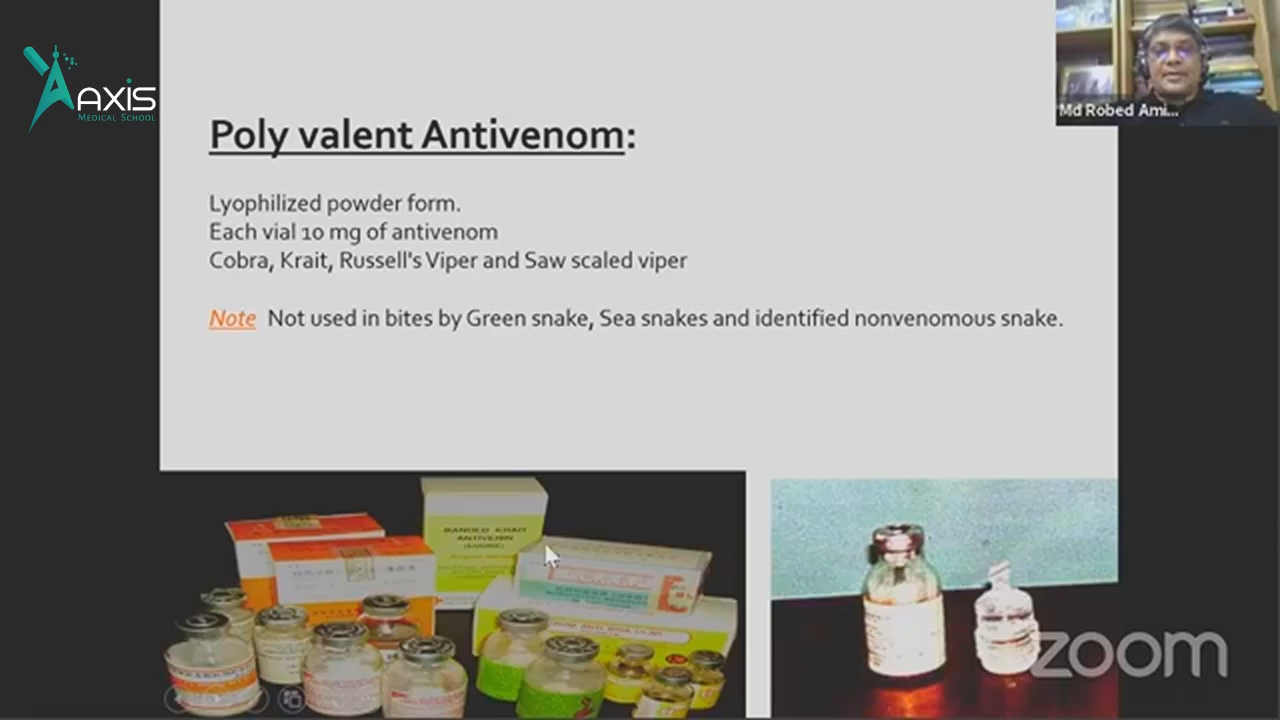 AXIS
MEDICAL SCHOOL
Md Robed Ami...
Poly valent Antivenom:
Lyophilized powder form.
Each vial 10 mg of antivenom
Cobra, Krait, Russell's Viper and Saw scaled viper
Note Not used in bites by Green snake, Sea snakes and identified nonvenomous snake.
BANDED KRAIT
ANTIVENIN
zoom